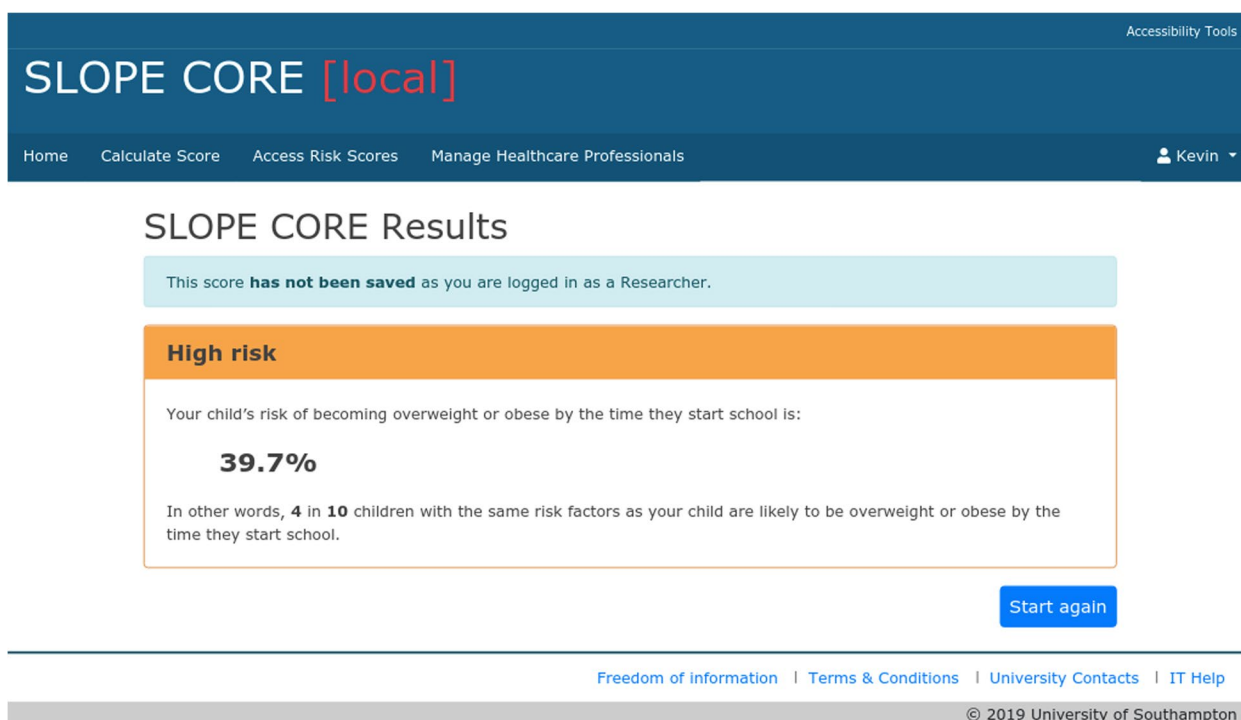 Accessibility Tools
SLOPE CORE [local]
Home Calculate Score Access Risk Scores Manage Healthcare Professionals Kevin
SLOPE CORE Results
This score has not been saved as you are logged in as a Researcher.
High risk
Your child’s risk of becoming overweight or obese by the time they start school is:
39.7%
In other words, 4 in 10 children with the same risk factors as your child are likely to be overweight or obese by the
time they start school.
Start again
Freedom of information | Terms & Conditions | University Contacts | IT Help
© 2019 University of Southampton